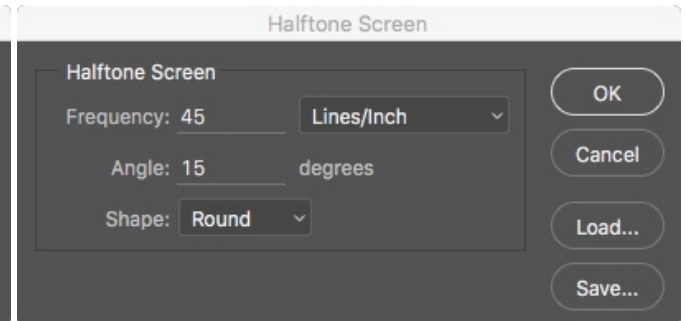 Halftone Screen
Halftone Screen
Frequency: 45 Lines/Inch
Angle: 15 degrees
Shape: Round
OK
Cancel
Load...
Save...